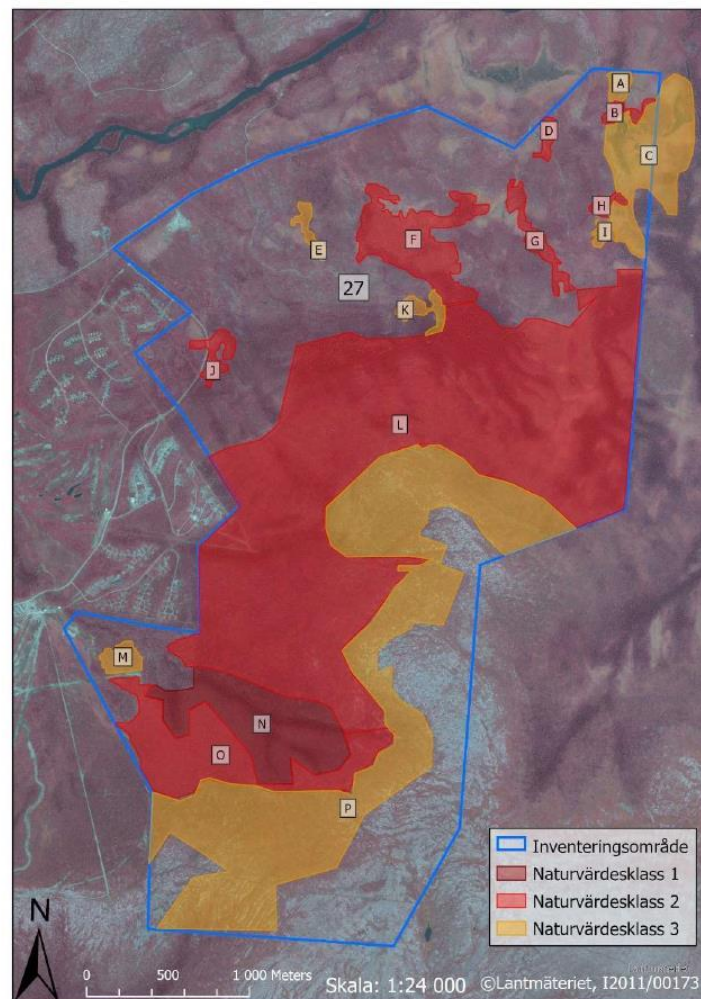 A
B
D
C
H
F
I
G
E
27
K
J
L
M
N
O
P
Inventeringsområde
Naturvärdesklass 1
Naturvärdesklass 2
Naturvärdesklass 3
N
0 500 1 000 Meters
Skala: 1:24 000 ©Lantmäteriet, I2011/00173